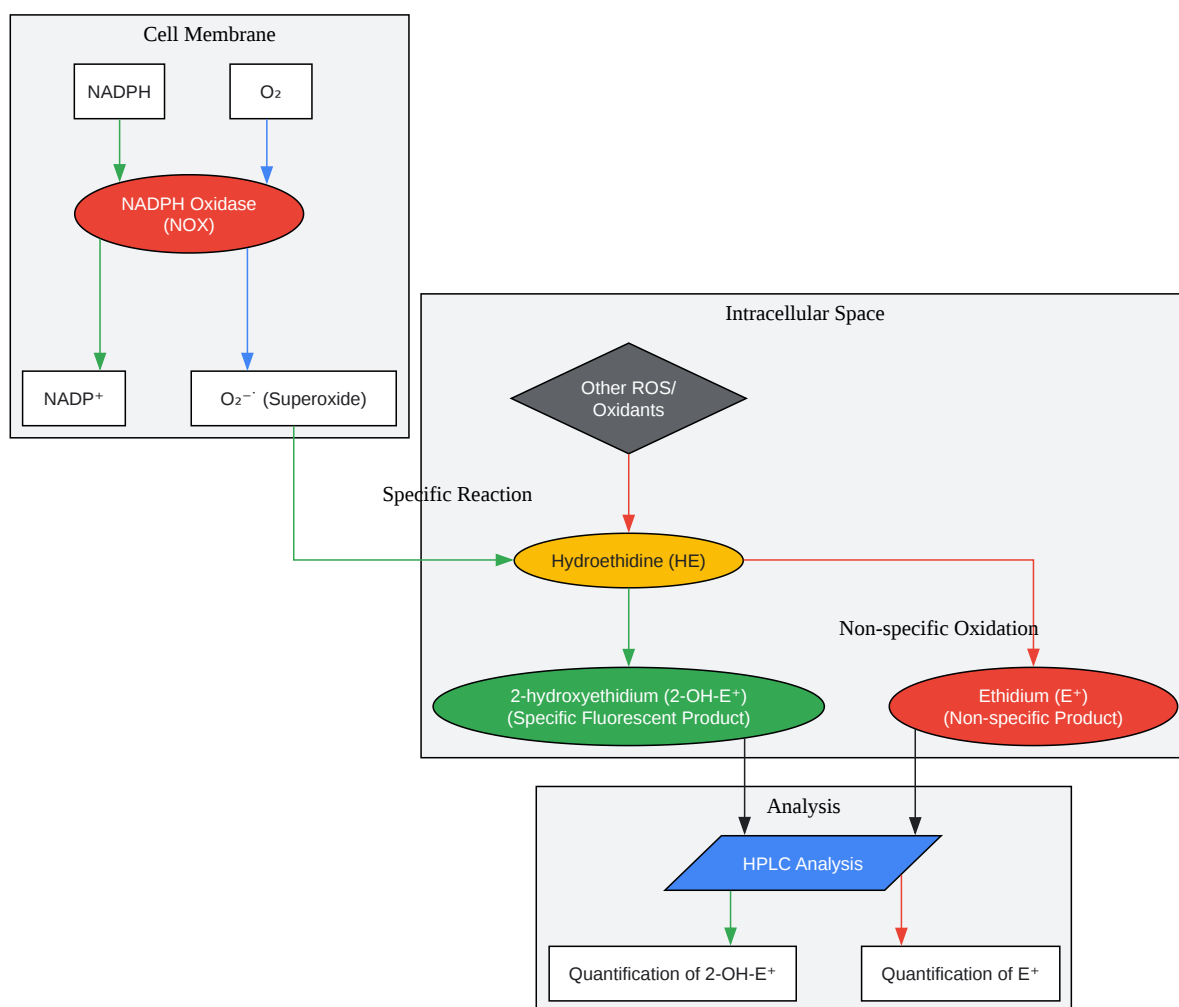 Cell Membrane
NADPH
O₂
NADPH Oxidase
(NOX)
NADP⁺
O₂⁻˙ (Superoxide)
Intracellular Space
Other ROS/
Oxidants
Specific Reaction
Hydroethidine (HE)
Non-specific Oxidation
2-hydroxyethidium (2-OH-E⁺)
(Specific Fluorescent Product)
Ethidium (E⁺)
(Non-specific Product)
Analysis
HPLC Analysis
Quantification of 2-OH-E⁺
Quantification of E⁺